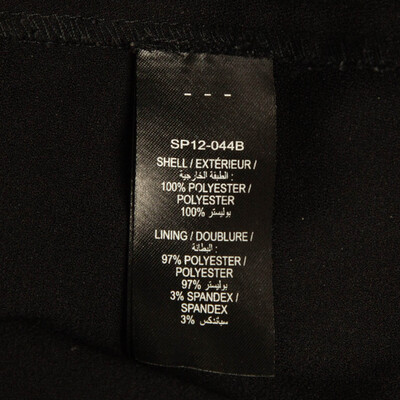 - - -
SP12-044B
SHELL / EXTÉRIEUR /
الطبقة الخارجية :
100% POLYESTER /
POLYESTER
بوليستر %100
LINING / DOUBLURE /
البطانة :
97% POLYESTER /
POLYESTER
بوليستر %97
3% SPANDEX /
SPANDEX
سباندكس %3